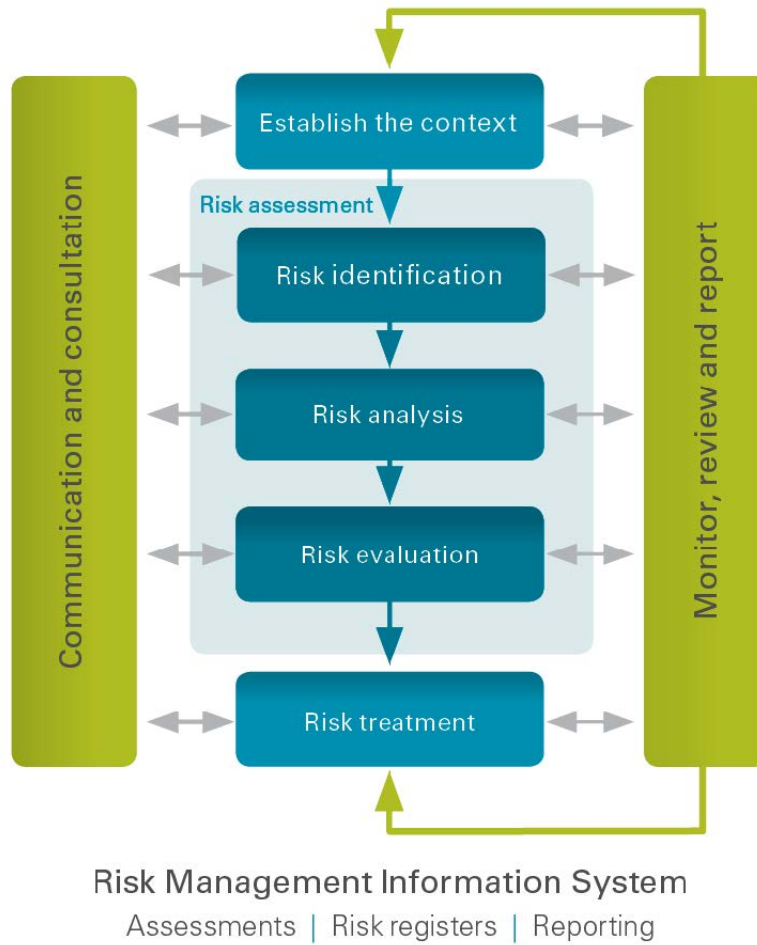 Establish the context
Risk assessment
Risk identification
Risk analysis
Risk evaluation
Risk treatment
Communication and consultation
Monitor, review and report
Risk Management Information System
Assessments | Risk registers | Reporting